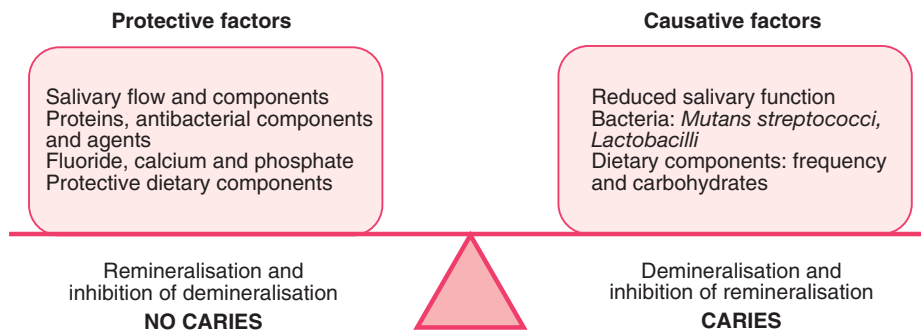 Protective factors
Salivary flow and components
Proteins, antibacterial components
and agents
Fluoride, calcium and phosphate
Protective dietary components
Remineralisation and
inhibition of demineralisation
NO CARIES
Causative factors
Reduced salivary function
Bacteria: Mutans streptococci,
Lactobacilli
Dietary components: frequency
and carbohydrates
Demineralisation and
inhibition of remineralisation
CARIES